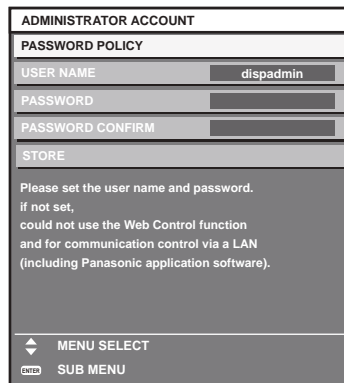 ADMINISTRATOR ACCOUNT
PASSWORD POLICY
USER NAME dispadmin
PASSWORD
PASSWORD CONFIRM
STORE
Please set the user name and password.
if not set,
could not use the Web Control function
and for communication control via a LAN
(including Panasonic application software).
MENU SELECT
ENTER SUB MENU